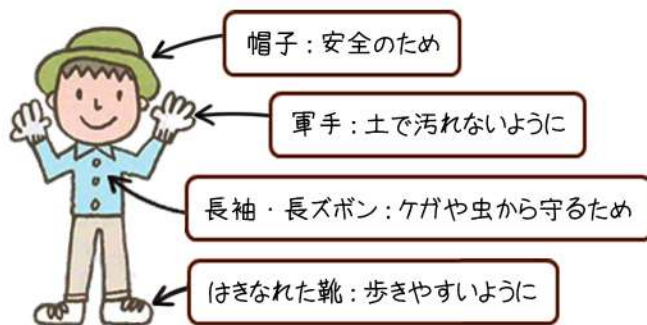 帽子：安全のため
軍手：土で汚れないように
長袖・長ズボン：ケガや虫から守るため
はきなれた靴：歩きやすいように